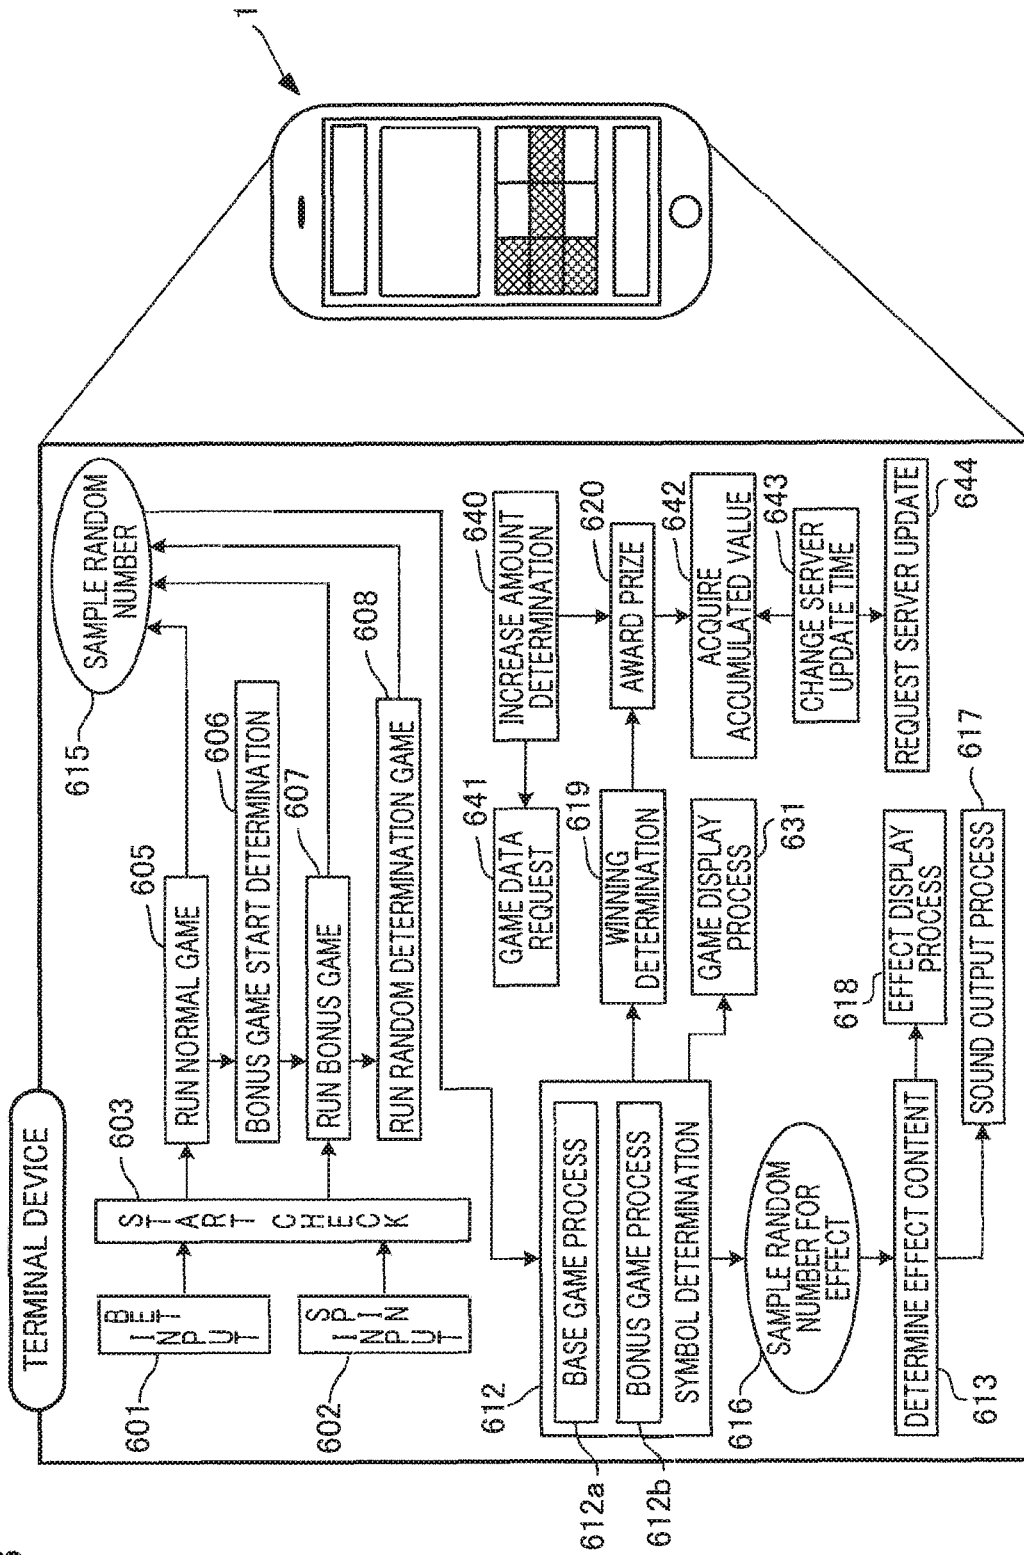 TERMINAL DEVICE
1
601
BET
INPUT
602
SPIN
INPUT
603
START CHECK
605
RUN NORMAL GAME
606
BONUS GAME START DETERMINATION
607
RUN BONUS GAME
608
RUN RANDOM DETERMINATION GAME
615
SAMPLE RANDOM
NUMBER
612
612a
BASE GAME PROCESS
612b
BONUS GAME PROCESS
SYMBOL DETERMINATION
641
GAME DATA
REQUEST
640
INCREASE AMOUNT
DETERMINATION
619
WINNING
DETERMINATION
620
AWARD PRIZE
631
GAME DISPLAY
PROCESS
642
ACQUIRE
ACCUMULATED VALUE
643
CHANGE SERVER
UPDATE TIME
644
REQUEST SERVER UPDATE
616
SAMPLE RANDOM
NUMBER FOR
EFFECT
613
DETERMINE EFFECT CONTENT
618
EFFECT DISPLAY
PROCESS
617
SOUND OUTPUT PROCESS